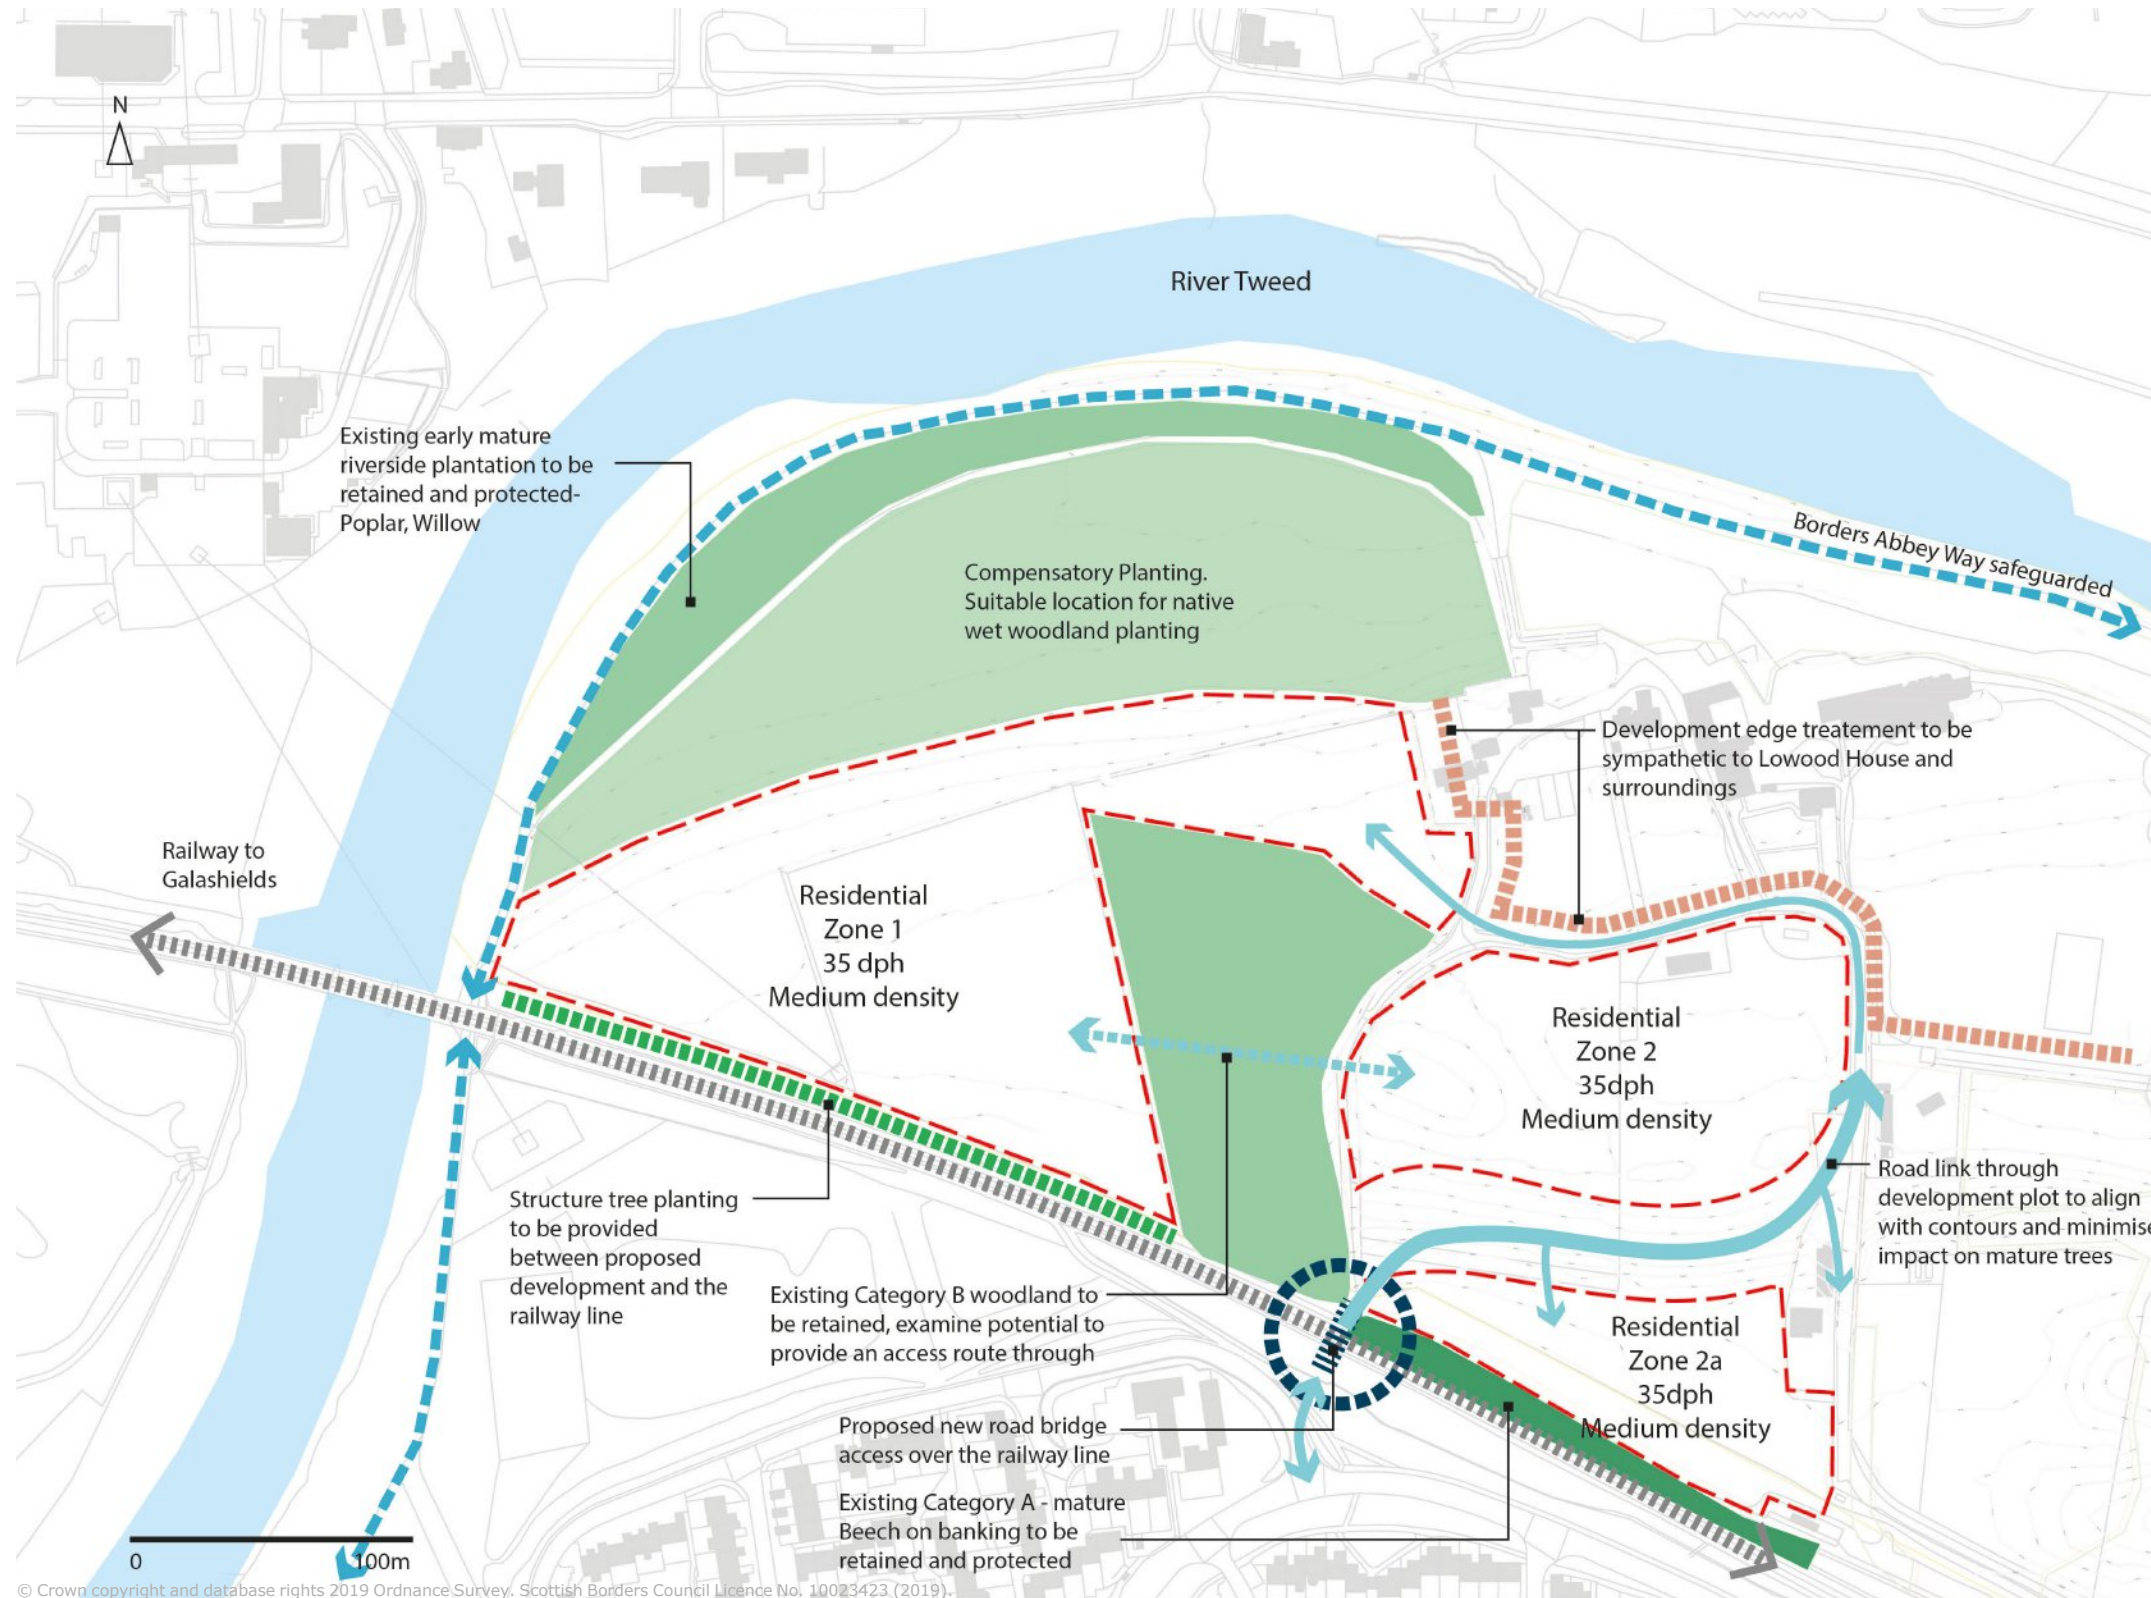 N
River Tweed
Existing early mature
riverside plantation to be
retained and protected-
Poplar, Willow
Borders Abbey Way safeguarded
Compensatory Planting.
Suitable location for native
wet woodland planting
Development edge treatement to be
sympathetic to Lowood House and
surroundings
Railway to
Galashields
Residential
Zone 1
35 dph
Medium density
Residential
Zone 2
35dph
Medium density
Road link through
development plot to align
with contours and minimise
impact on mature trees
Structure tree planting
to be provided
between proposed
development and the
railway line
Existing Category B woodland to
be retained, examine potential to
provide an access route through
Residential
Zone 2a
35dph
Medium density
Proposed new road bridge
access over the railway line
Existing Category A - mature
Beech on banking to be
retained and protected
0 100m
© Crown copyright and database rights 2019 Ordnance Survey. Scottish Borders Council Licence No. 10023423 (2019).